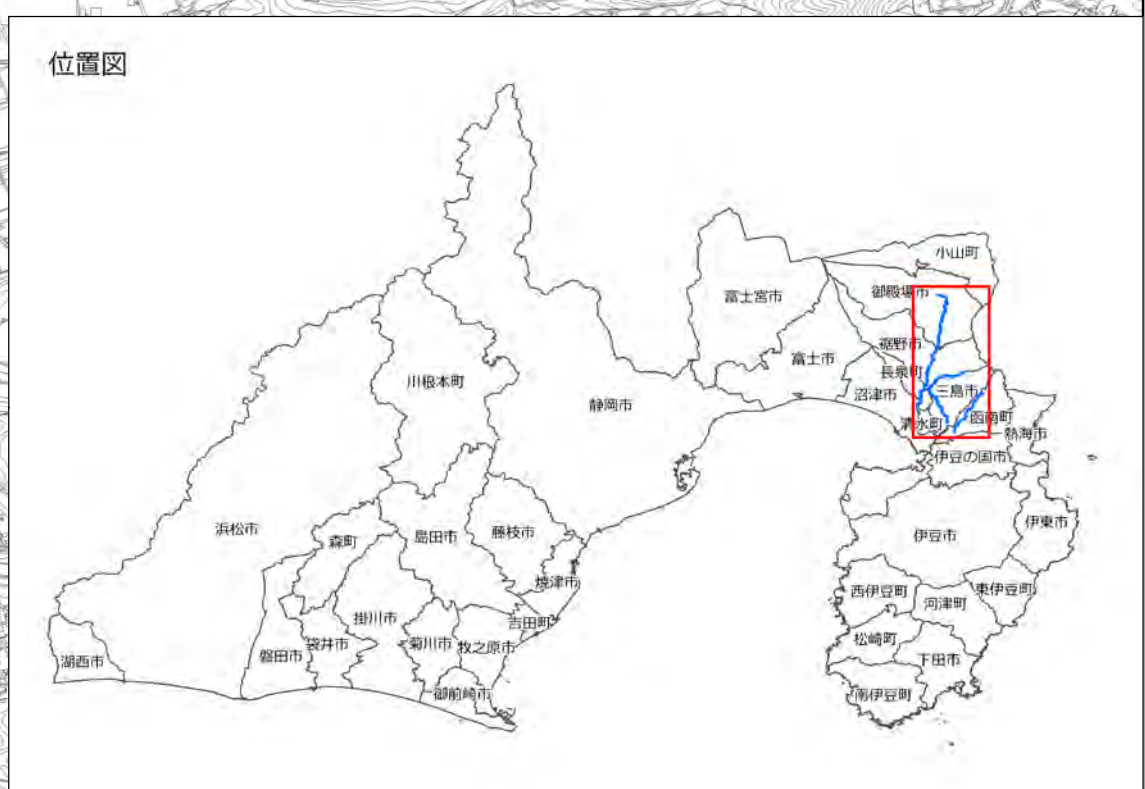 位置図
小山町
御殿場市
富士宮市
裾野市
富士市
長泉町
沼津市
三島市
川根本町
静岡市
清水町
函南町
熱海市
伊豆の国市
浜松市
森町
島田市
藤枝市
伊豆市
伊東市
焼津市
西伊豆町
東伊豆町
河津町
掛川市
吉田町
磐田市
袋井市
菊川市
牧之原市
松崎町
下田市
湖西市
御前崎市
南伊豆町